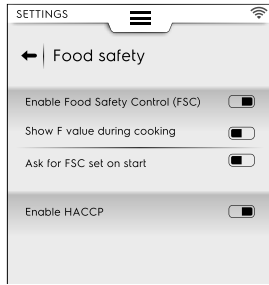 SETTINGS
Food safety
Enable Food Safety Control (FSC)
Show F value during cooking
Ask for FSC set on start
Enable HACCP